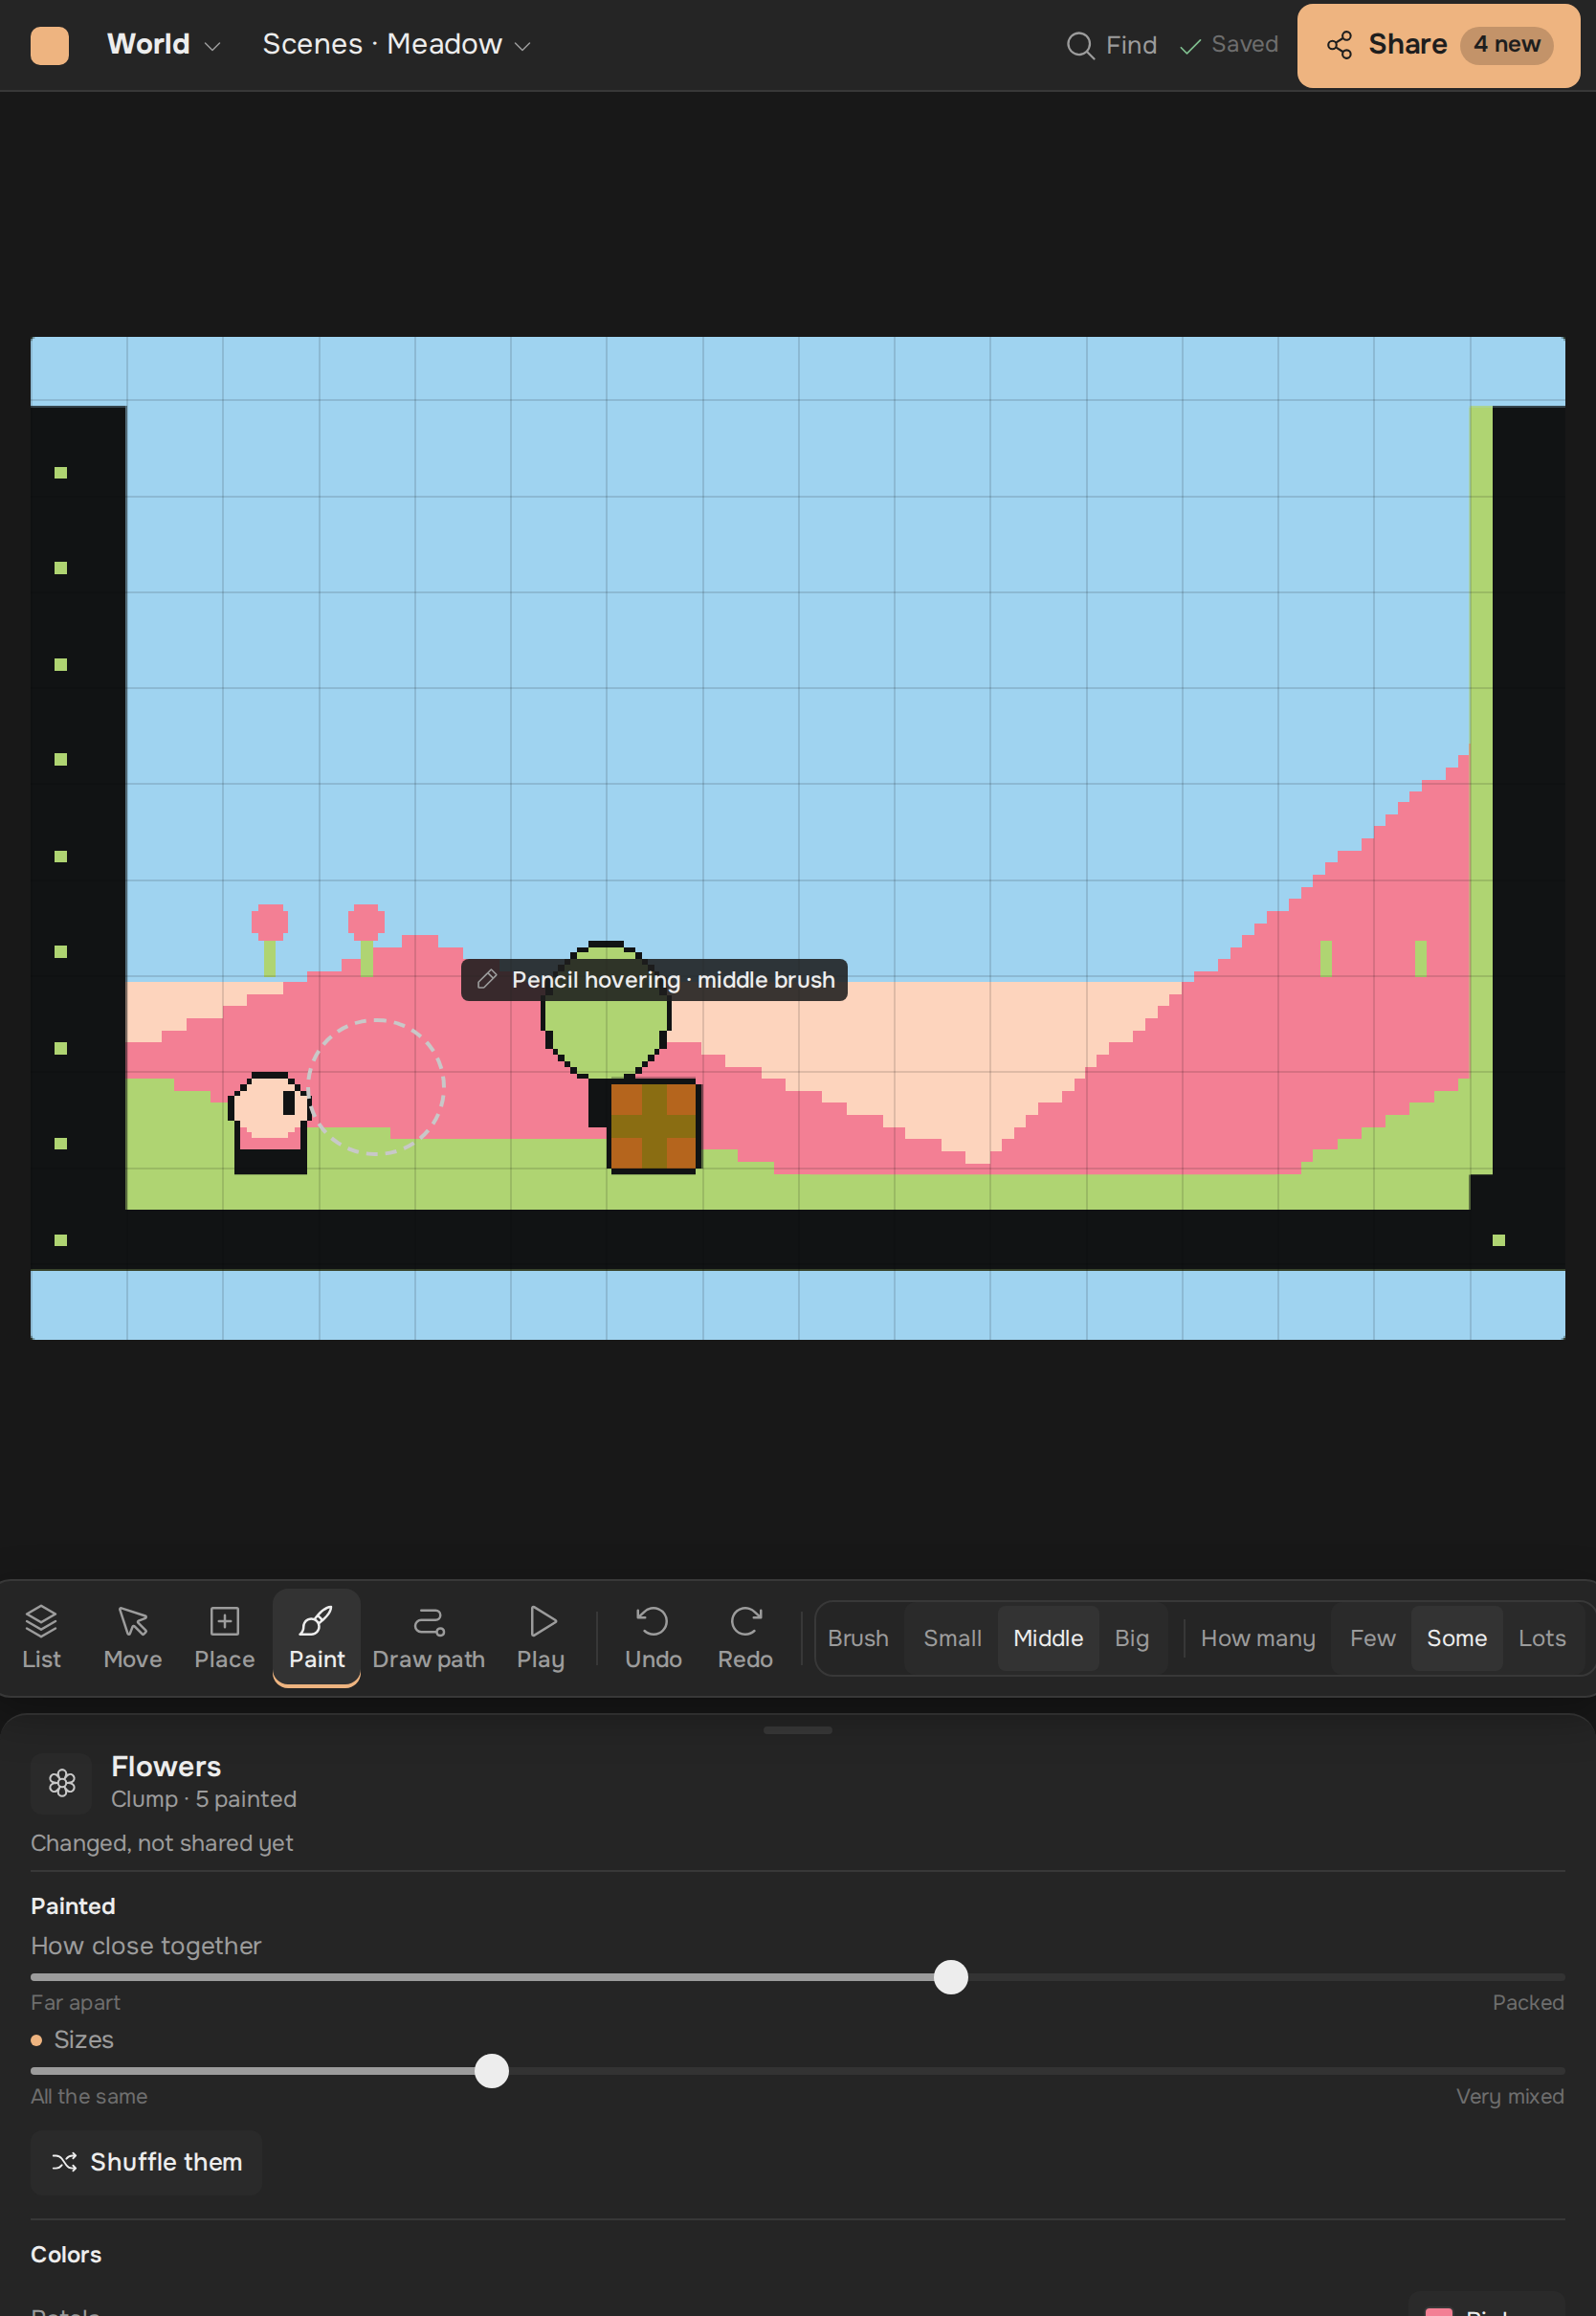 World
Scenes · Meadow
Find
Saved
Share
4 new
Pencil hovering · middle brush
List
Move
Place
Paint
Draw path
Play
Undo
Redo
Brush
Small
Middle
Big
How many
Few
Some
Lots
Flowers
Clump · 5 painted
Changed, not shared yet
Painted
How close together
Far apart
Packed
Sizes
All the same
Very mixed
Shuffle them
Colors